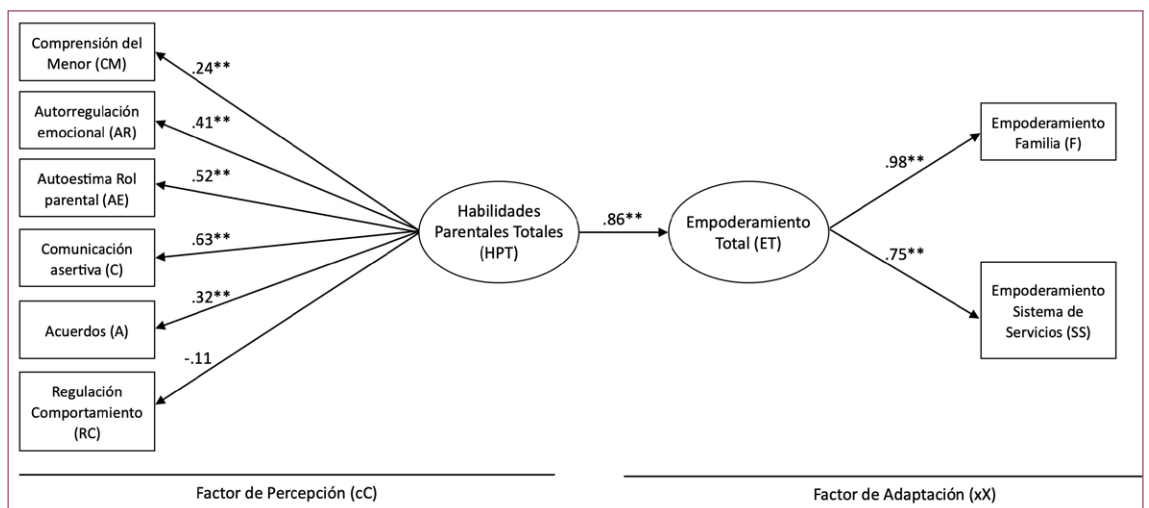 Comprensión del
Menor (CM)
.24**
Autorregulación
emocional (AR)
.41**
Autoestima Rol
parental (AE)
.52**
Comunicación
asertiva (C)
.63**
Acuerdos (A)
.32**
Regulación
Comportamiento
(RC)
-.11
Habilidades
Parentales Totales
(HPT)
.86**
Empoderamiento
Total (ET)
.98**
Empoderamiento
Familia (F)
.75**
Empoderamiento
Sistema de
Servicios (SS)
Factor de Percepción (cC)
Factor de Adaptación (xX)